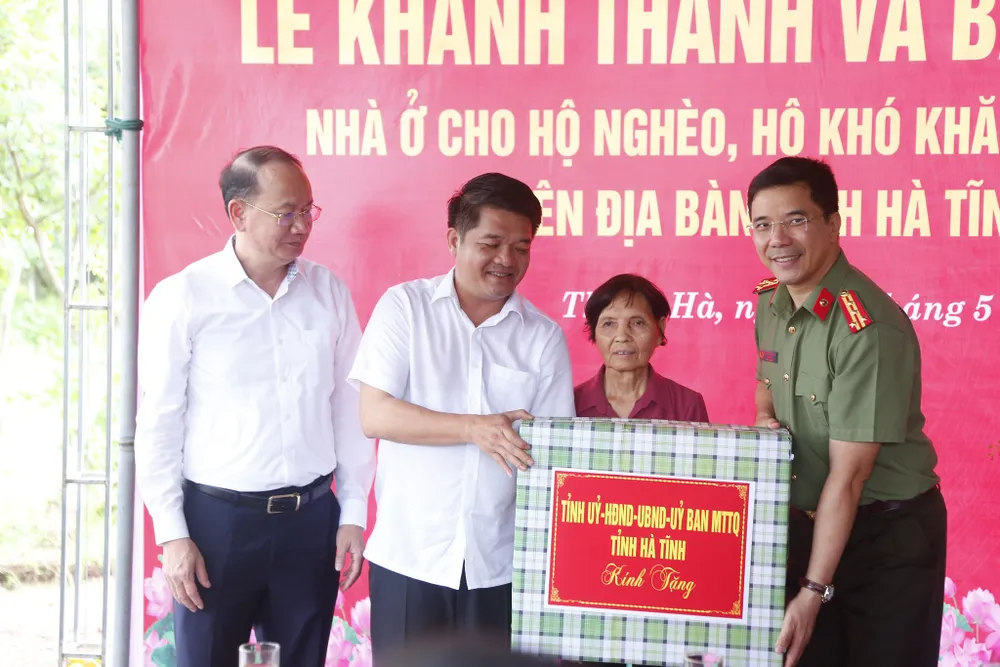 LỄ KHÁNH THÀNH VÀ B
NHÀ Ở CHO HỘ NGHÈO, HỘ KHÓ KHĂ
ÊN ĐỊA BÀN NH HÀ TĨN
Hà, áng 5
TỈNH UỶ-HĐND-UBND-UỶ BAN MTTQ
TỈNH HÀ TĨNH
Kính Tặng